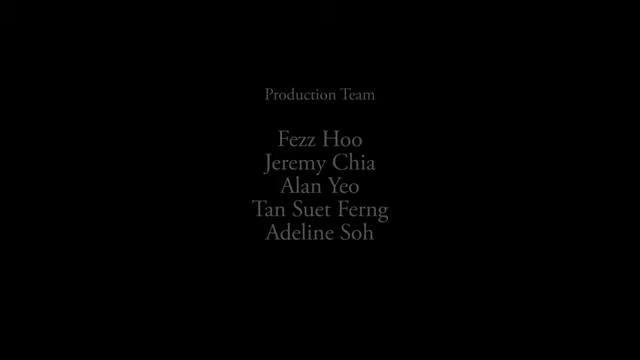 Production Team
Fezz Hoo
Jeremy Chia
Alan Yeo
Tan Suet Ferng
Adeline Soh